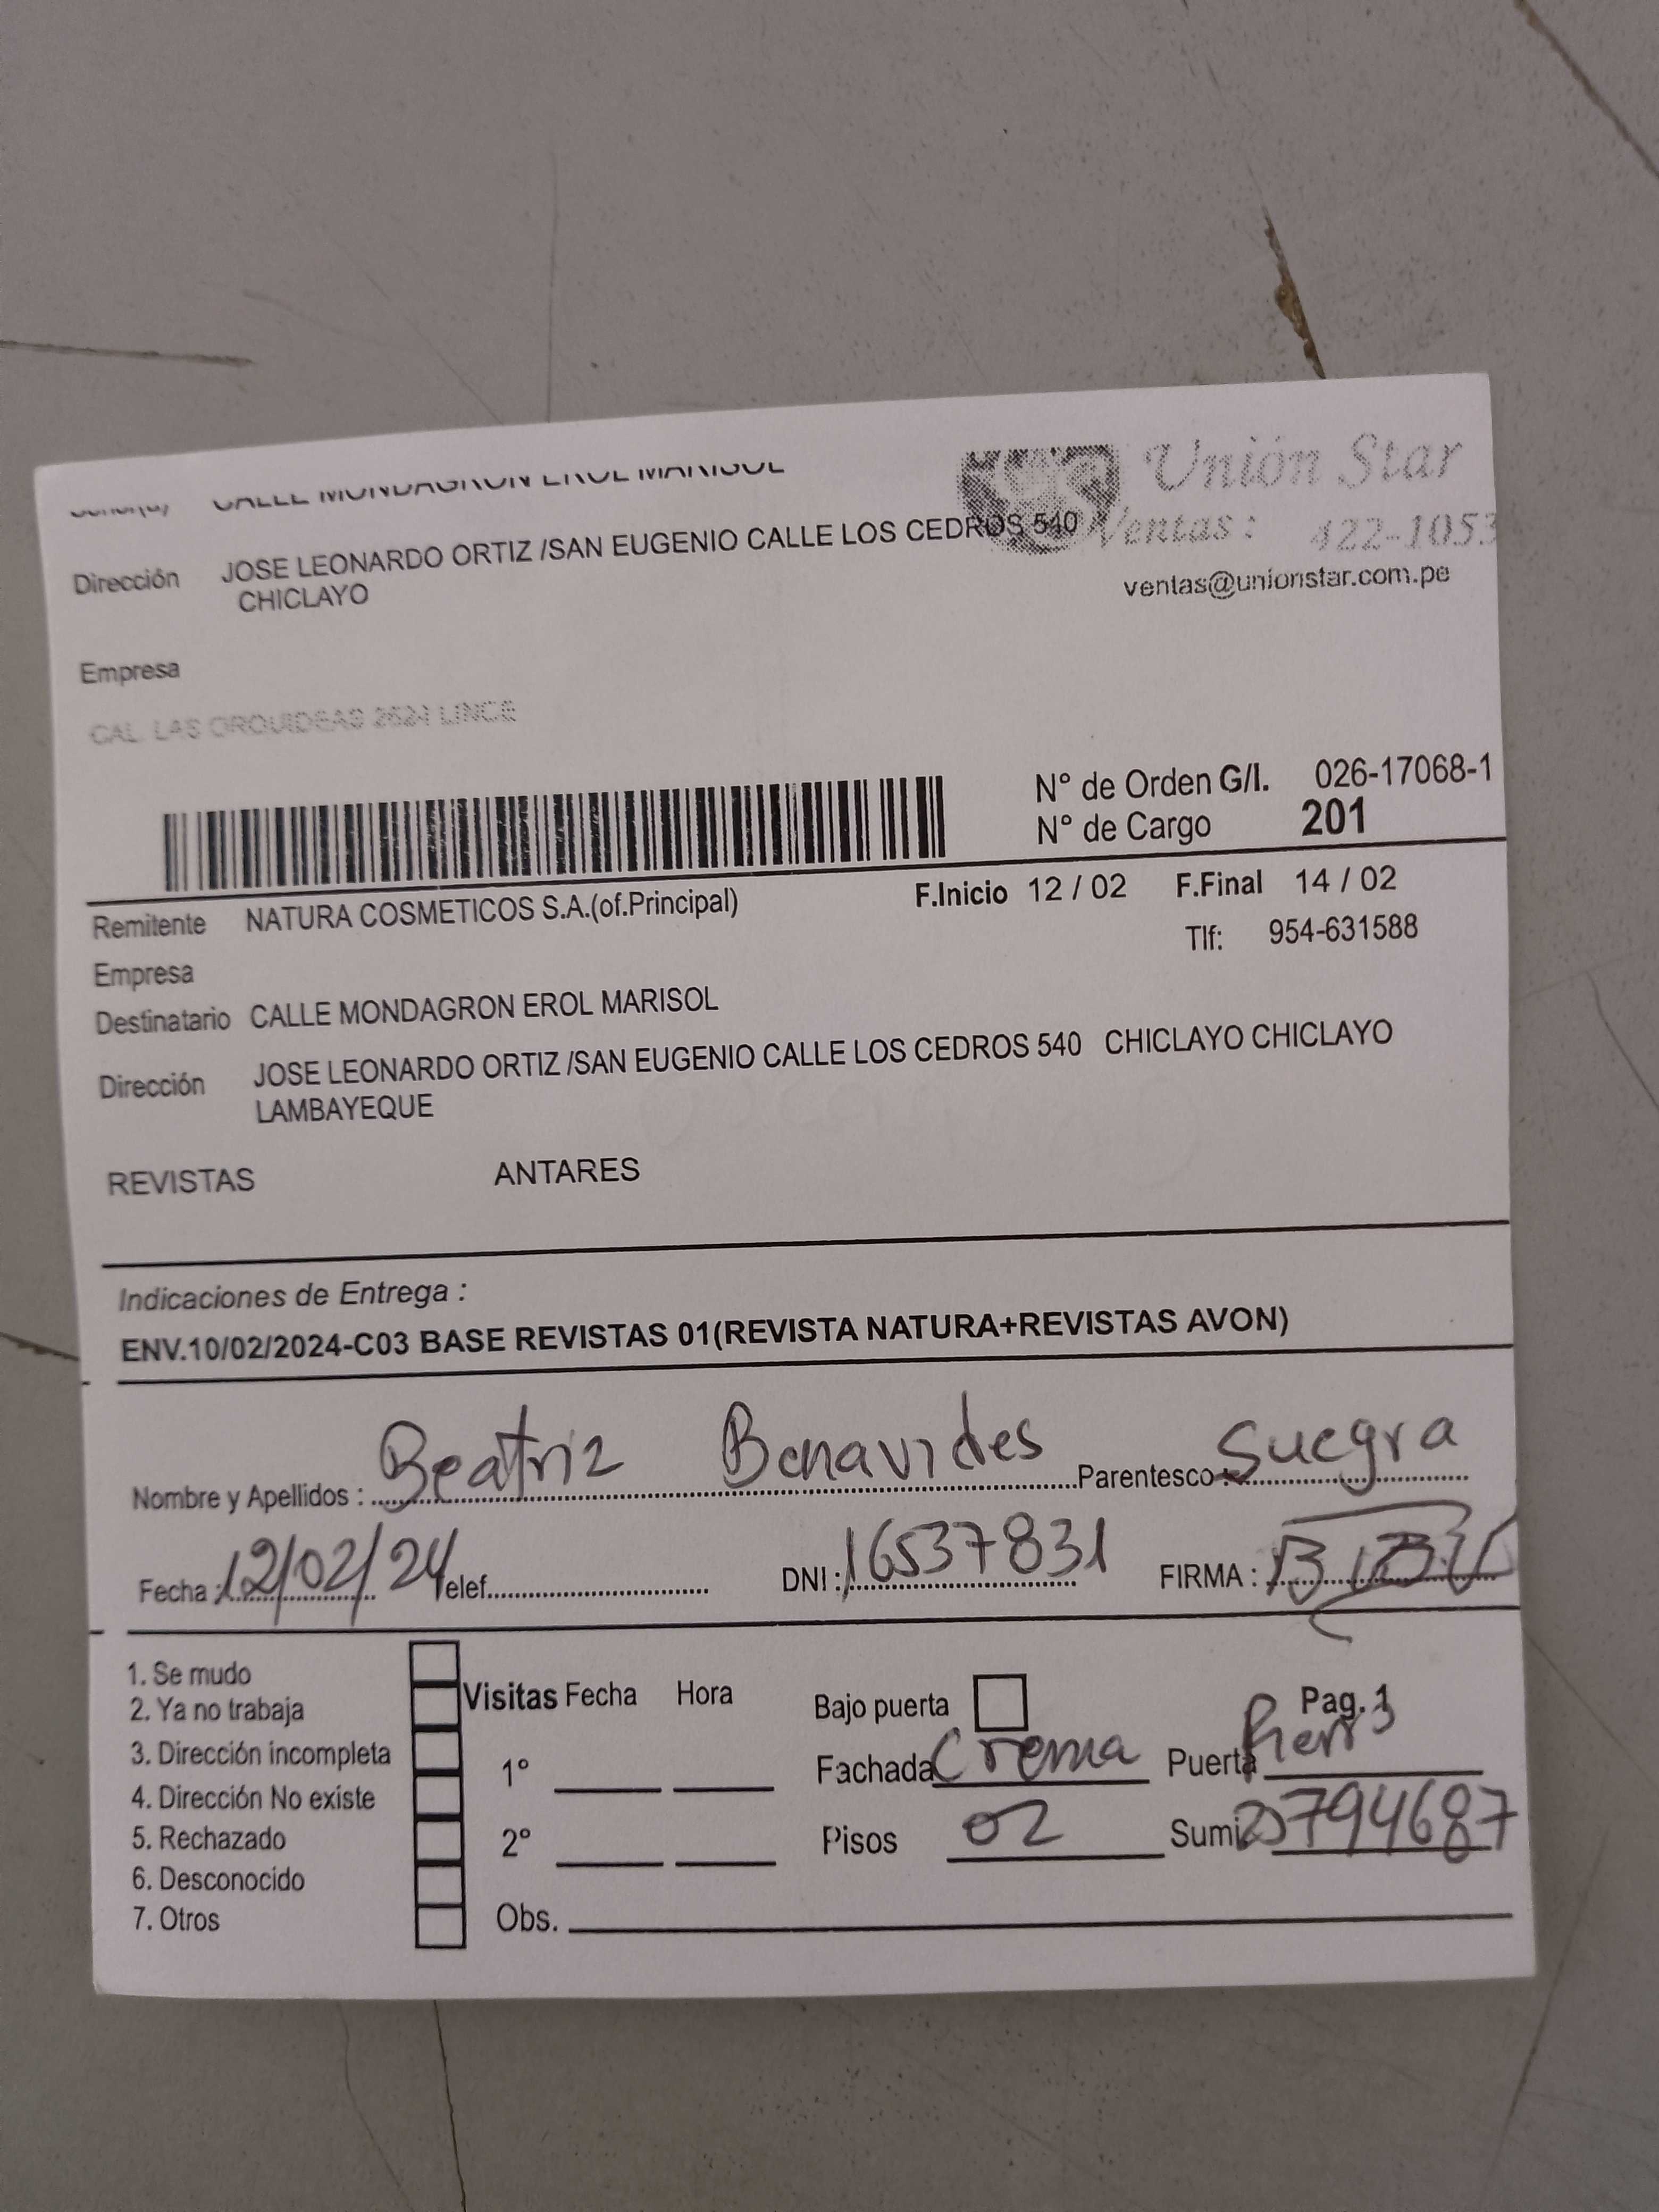 Señor(a) CALLE MONDAGRON EROL MARISOL
Unión Star
Dirección JOSE LEONARDO ORTIZ /SAN EUGENIO CALLE LOS CEDROS 540
CHICLAYO
Ventas : 422-1053
ventas@unionstar.com.pe
Empresa
CAL. LAS ORQUIDEAS 2624 LINCE
N° de Orden G/I. 026-17068-1
N° de Cargo 201
Remitente NATURA COSMETICOS S.A.(of.Principal) F.Inicio 12 / 02 F.Final 14 / 02
Tlf: 954-631588
Empresa
Destinatario CALLE MONDAGRON EROL MARISOL
Dirección JOSE LEONARDO ORTIZ /SAN EUGENIO CALLE LOS CEDROS 540 CHICLAYO CHICLAYO
LAMBAYEQUE
REVISTAS ANTARES
Indicaciones de Entrega :
ENV.10/02/2024-C03 BASE REVISTAS 01(REVISTA NATURA+REVISTAS AVON)
Nombre y Apellidos : Beatriz Benavides Parentesco : Suegra
Fecha : 12/02/24 Telef. DNI : 16537831 FIRMA :
1. Se mudo
2. Ya no trabaja
3. Dirección incompleta
4. Dirección No existe
5. Rechazado
6. Desconocido
7. Otros
Visitas Fecha Hora
1°
2°
Obs.
Bajo puerta Pag. 1
Fachada Crema Puerta
Pisos 02 Sumi 25794687